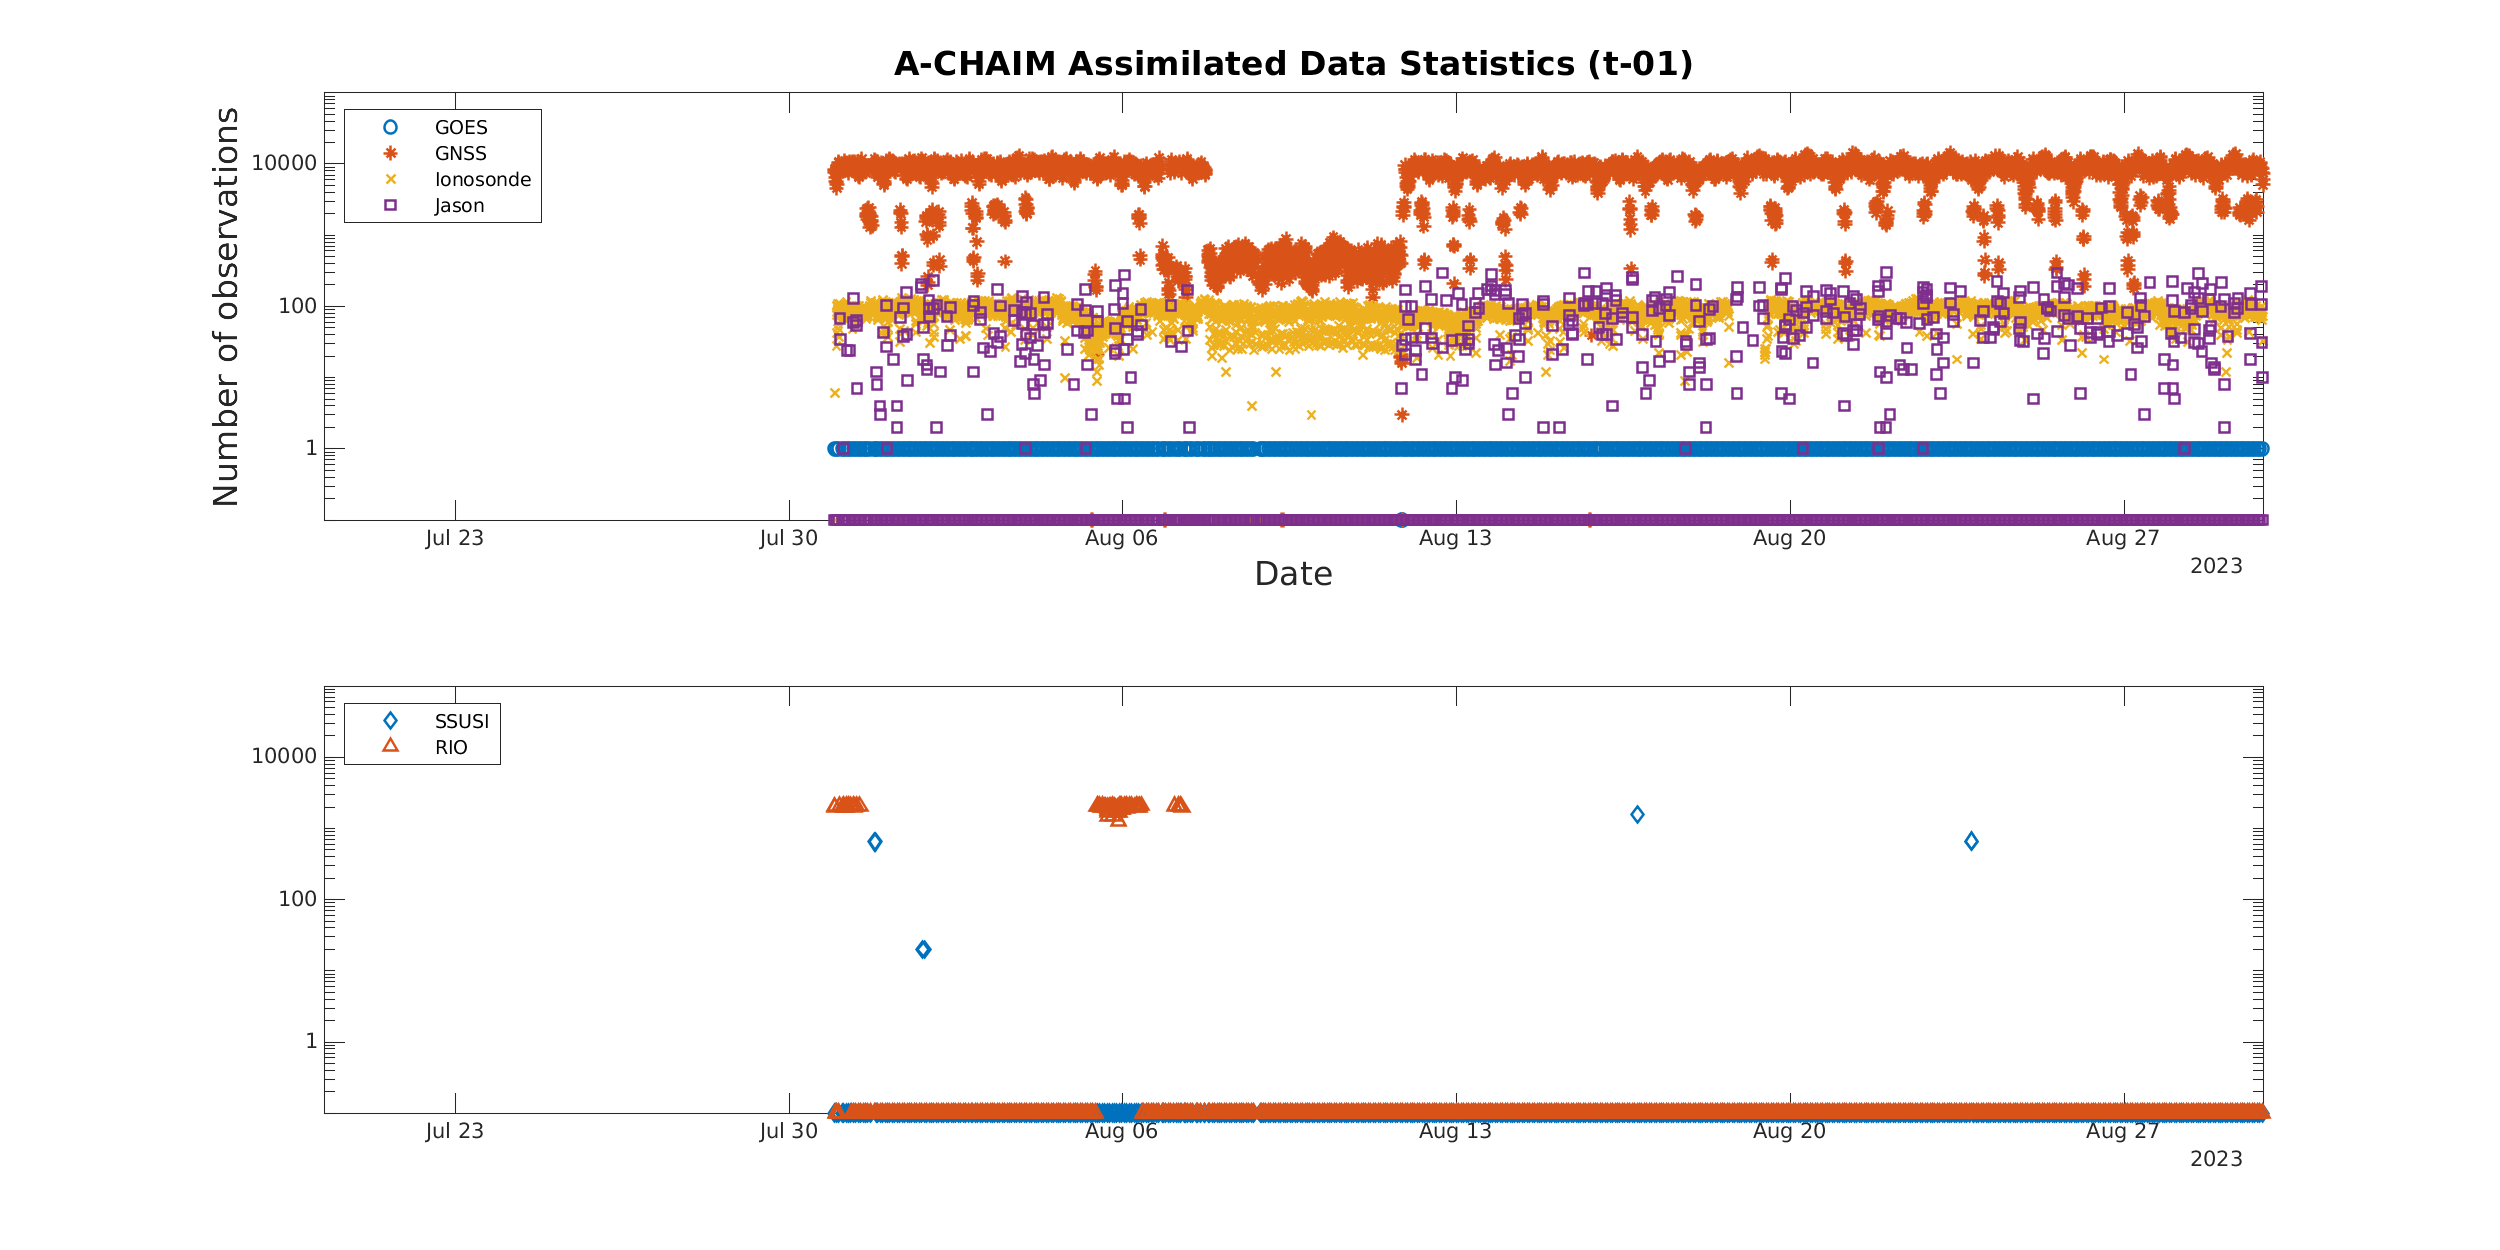 A-CHAIM Assimilated Data Statistics (t-01)
Number of observations
GOES
GNSS
Ionosonde
Jason
10000
100
1
Jul 23 Jul 30 Aug 06 Aug 13 Aug 20 Aug 27
2023
Date
SSUSI
RIO
10000
100
1
Jul 23 Jul 30 Aug 06 Aug 13 Aug 20 Aug 27
2023